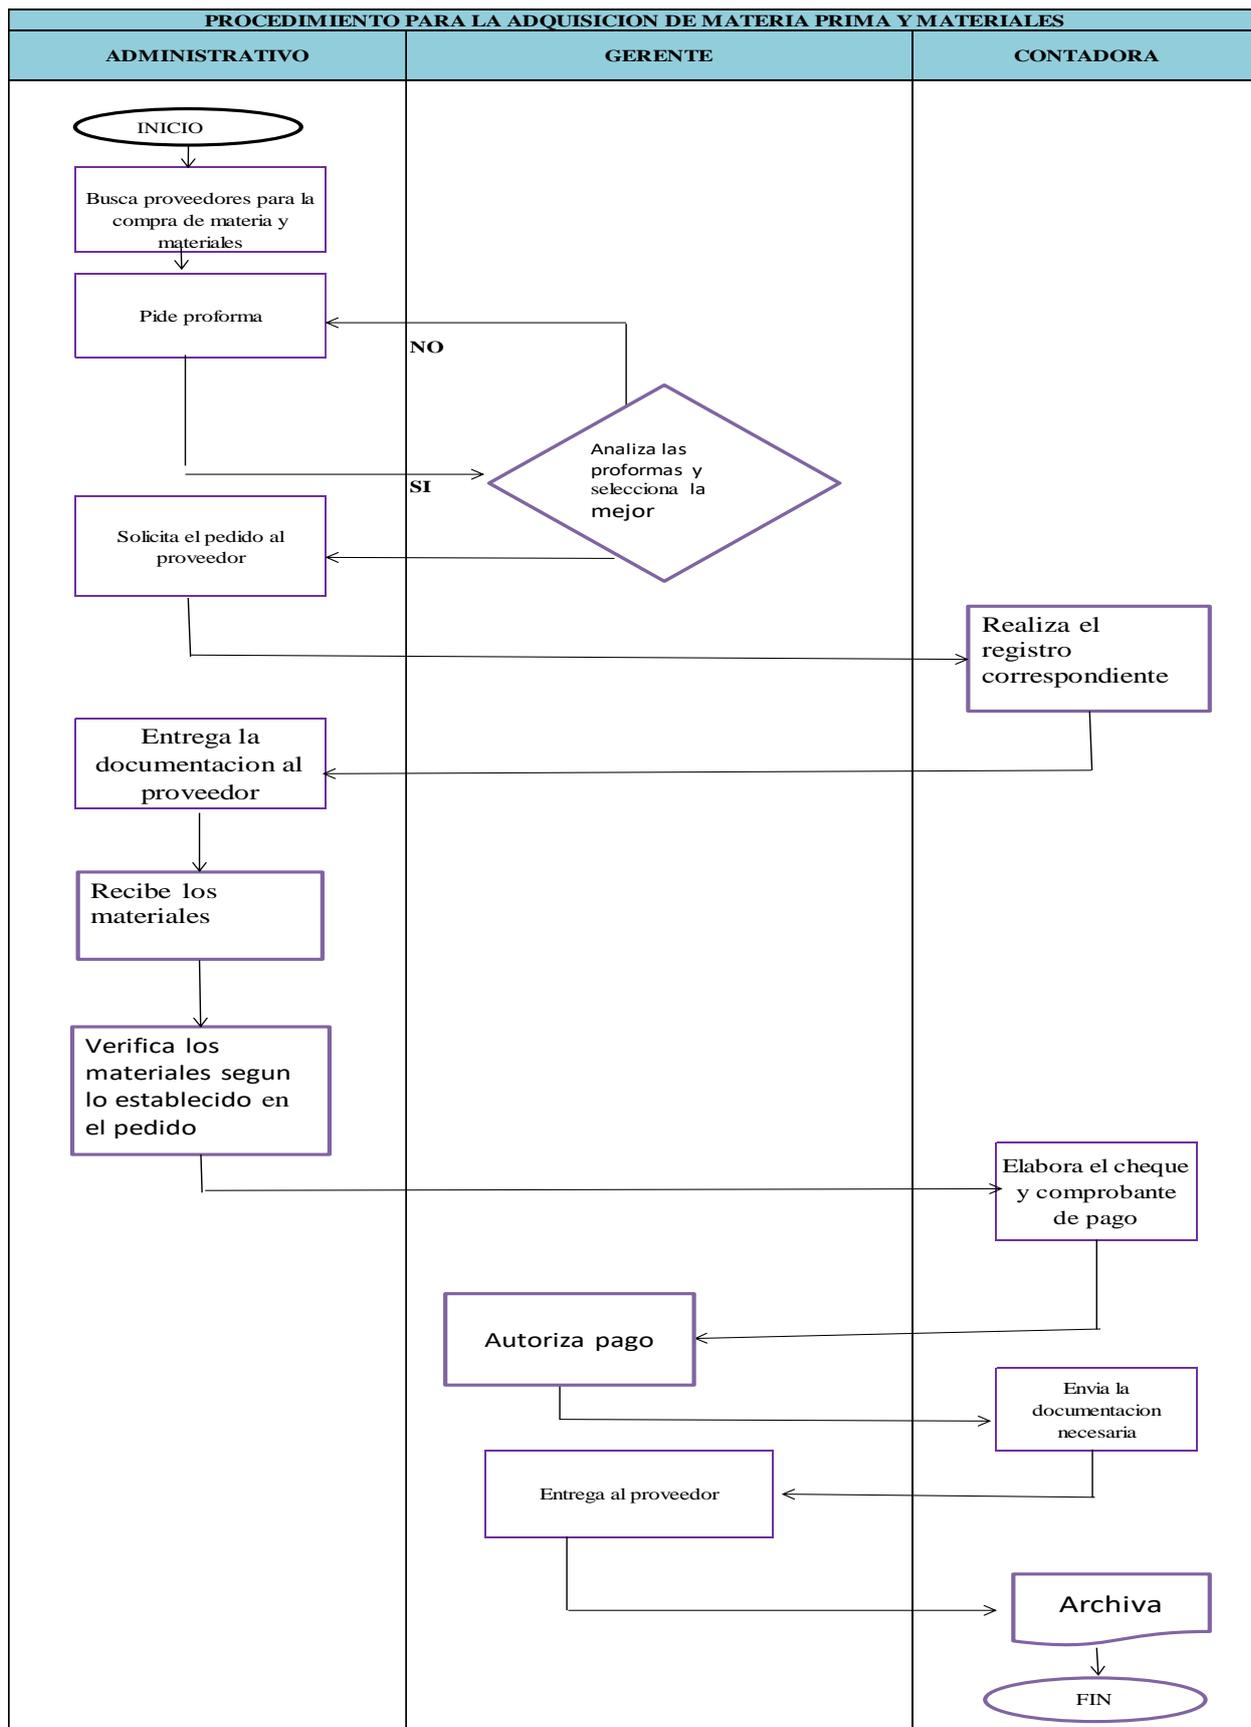 PROCEDIMIENTO PARA LA ADQUISICION DE MATERIA PRIMA Y MATERIALES
ADMINISTRATIVO
GERENTE
CONTADORA
INICIO
Busca proveedores para la
compra de materia y
materiales
Pide proforma
NO
Analiza las
proformas y
selecciona la
mejor
SI
Solicita el pedido al
proveedor
Realiza el
registro
correspondiente
Entrega la
documentacion al
proveedor
Recibe los
materiales
Verifica los
materiales segun
lo establecido en
el pedido
Elabora el cheque
y comprobante
de pago
Autoriza pago
Envia la
documentacion
necesaria
Entrega al proveedor
Archiva
FIN